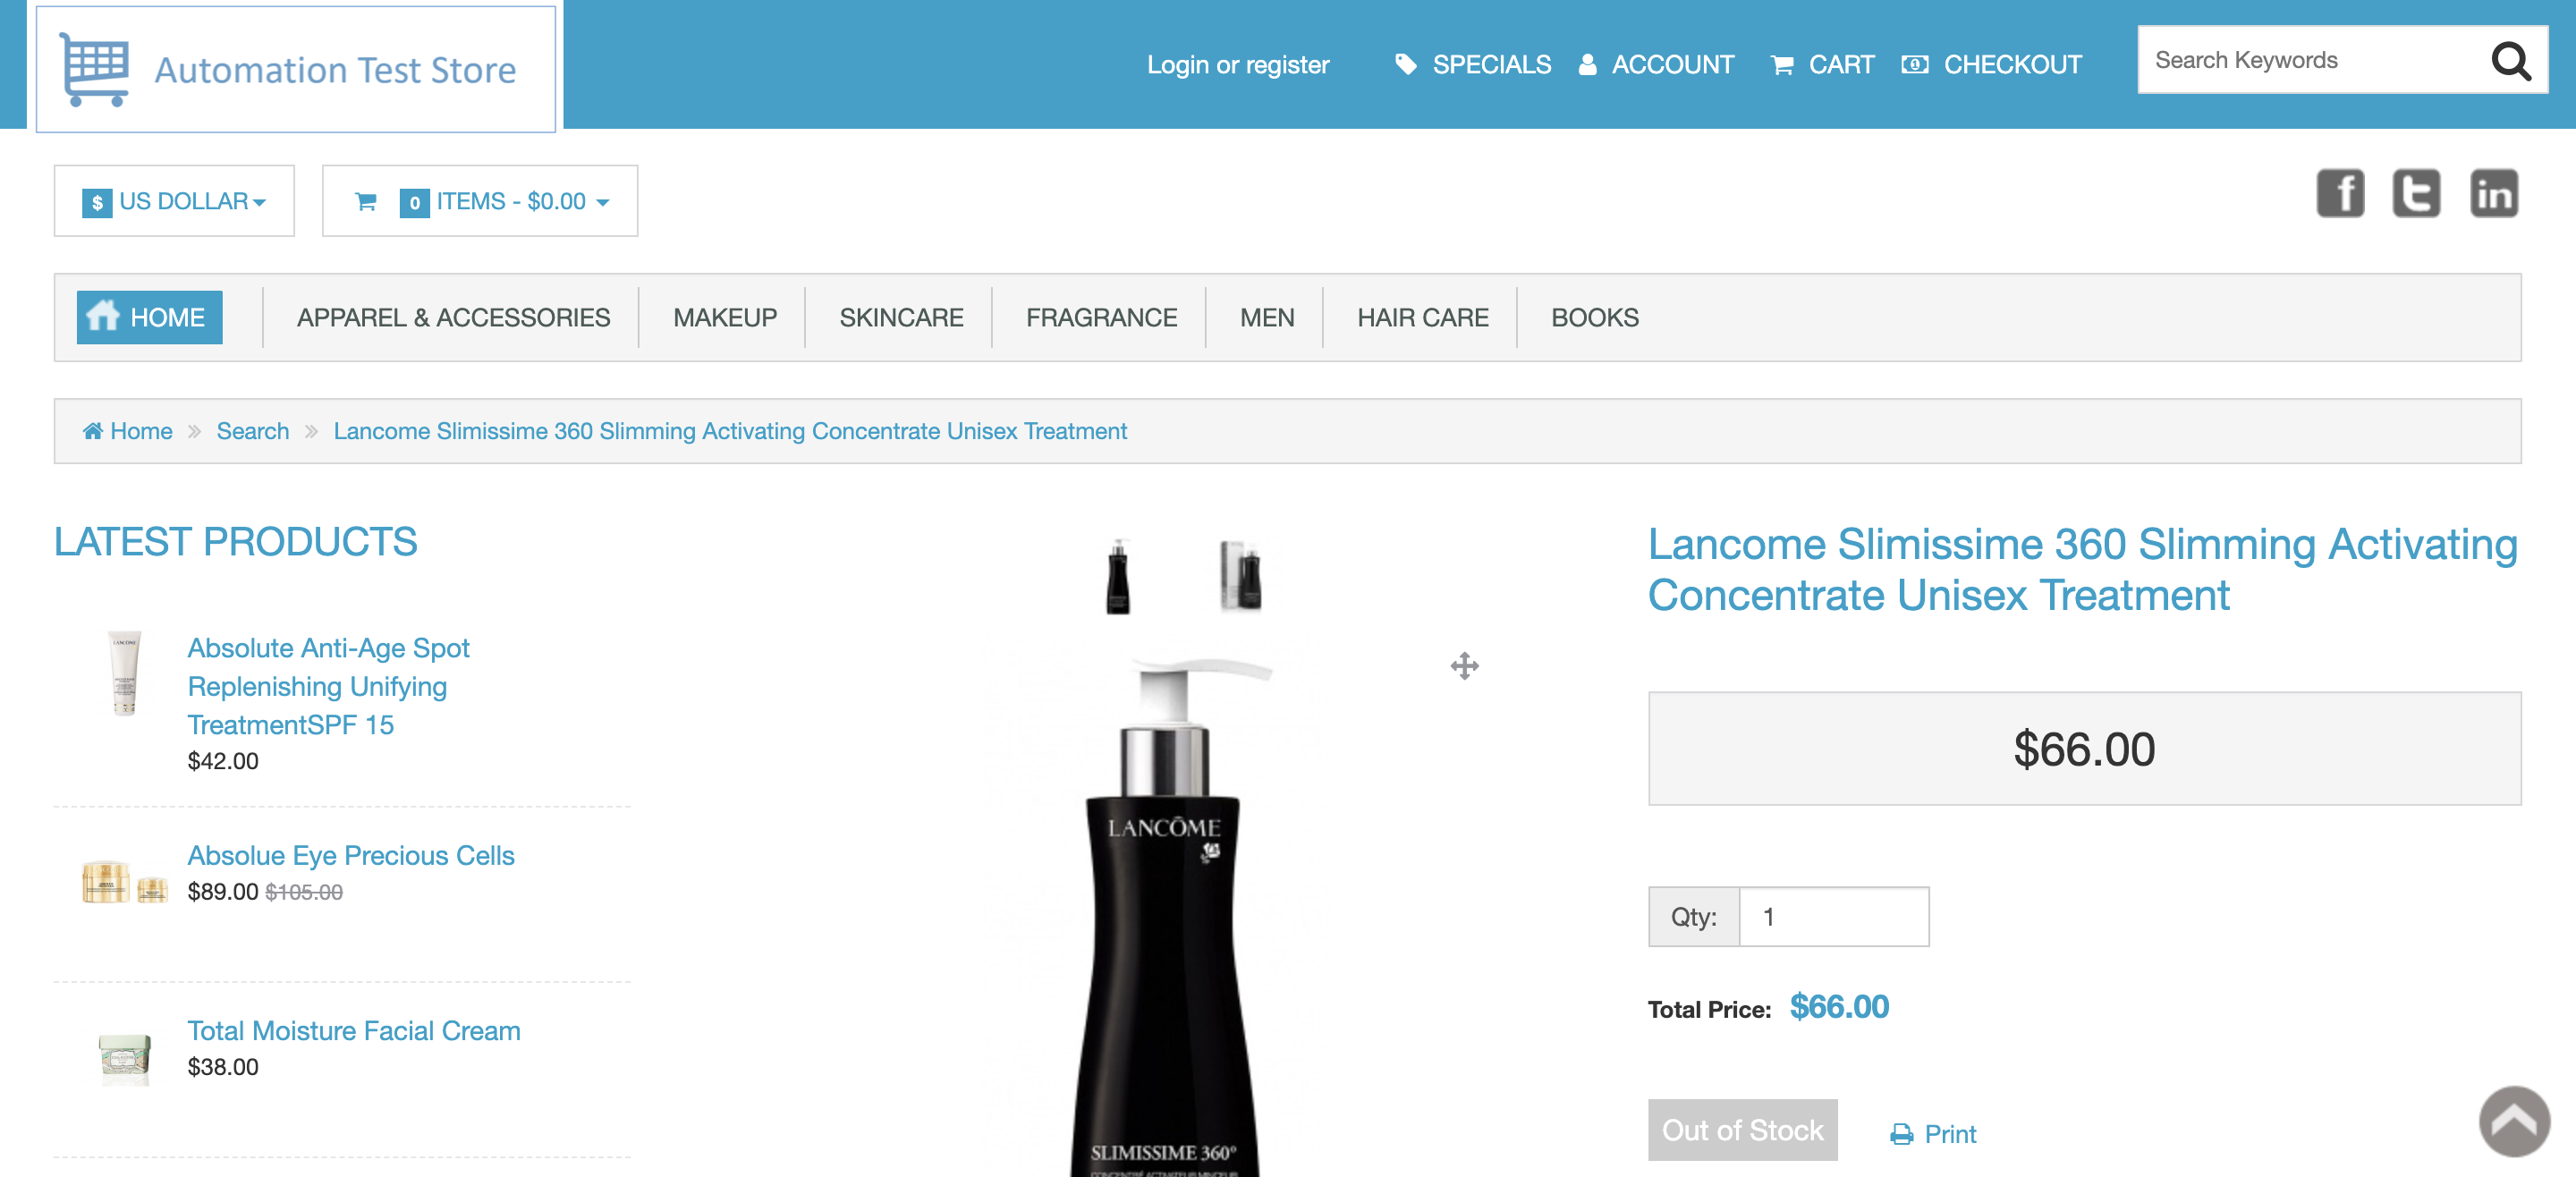 Automation Test Store
Login or register
SPECIALS
ACCOUNT
CART
CHECKOUT
Search Keywords
$ US DOLLAR
0 ITEMS - $0.00
f
t
in
HOME
APPAREL & ACCESSORIES
MAKEUP
SKINCARE
FRAGRANCE
MEN
HAIR CARE
BOOKS
Home » Search » Lancome Slimissime 360 Slimming Activating Concentrate Unisex Treatment
LATEST PRODUCTS
Absolute Anti-Age Spot
Replenishing Unifying
TreatmentSPF 15
$42.00
Absolue Eye Precious Cells
$89.00 $105.00
Total Moisture Facial Cream
$38.00
LANCÔME
SLIMISSIME 360°
Lancome Slimissime 360 Slimming Activating
Concentrate Unisex Treatment
$66.00
Qty: 1
Total Price: $66.00
Out of Stock
Print